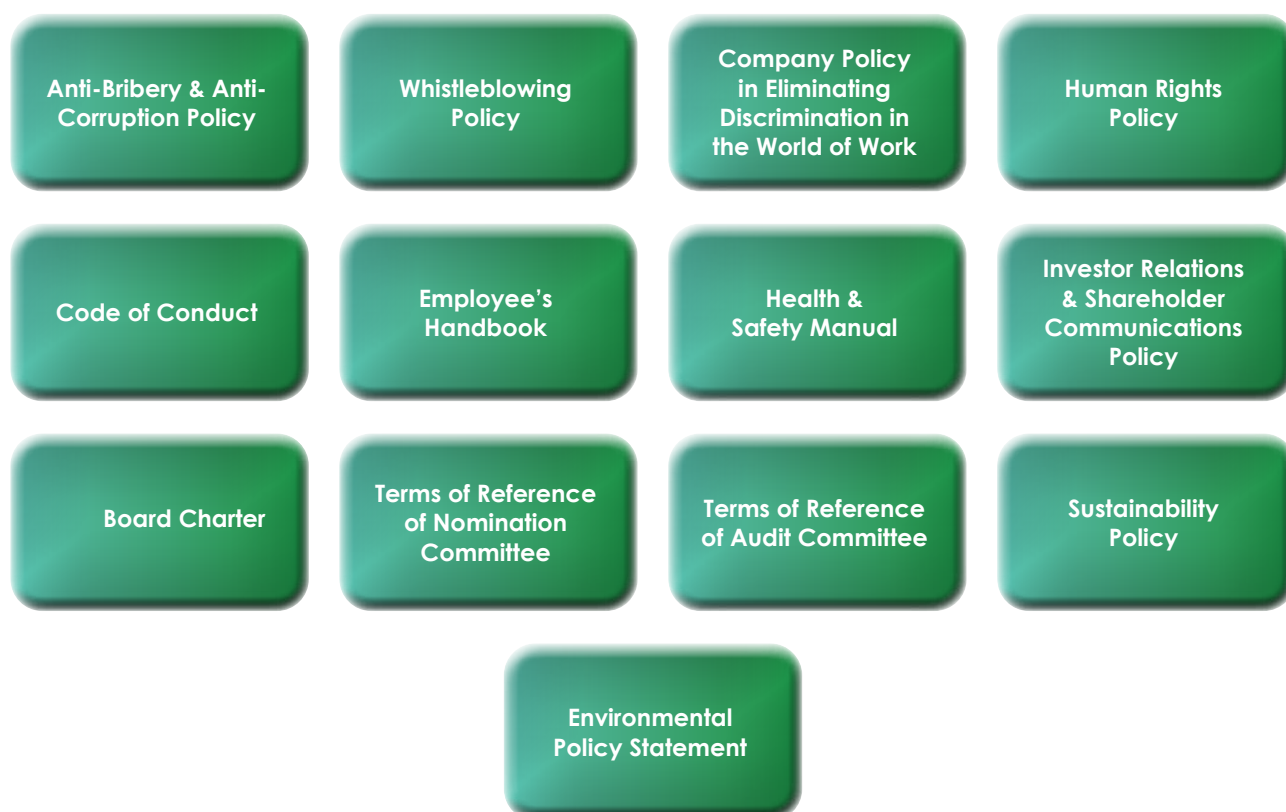 Anti-Bribery & Anti-
Corruption Policy
Whistleblowing
Policy
Company Policy
in Eliminating
Discrimination in
the World of Work
Human Rights
Policy
Code of Conduct
Employee’s
Handbook
Health &
Safety Manual
Investor Relations
& Shareholder
Communications
Policy
Board Charter
Terms of Reference
of Nomination
Committee
Terms of Reference
of Audit Committee
Sustainability
Policy
Environmental
Policy Statement